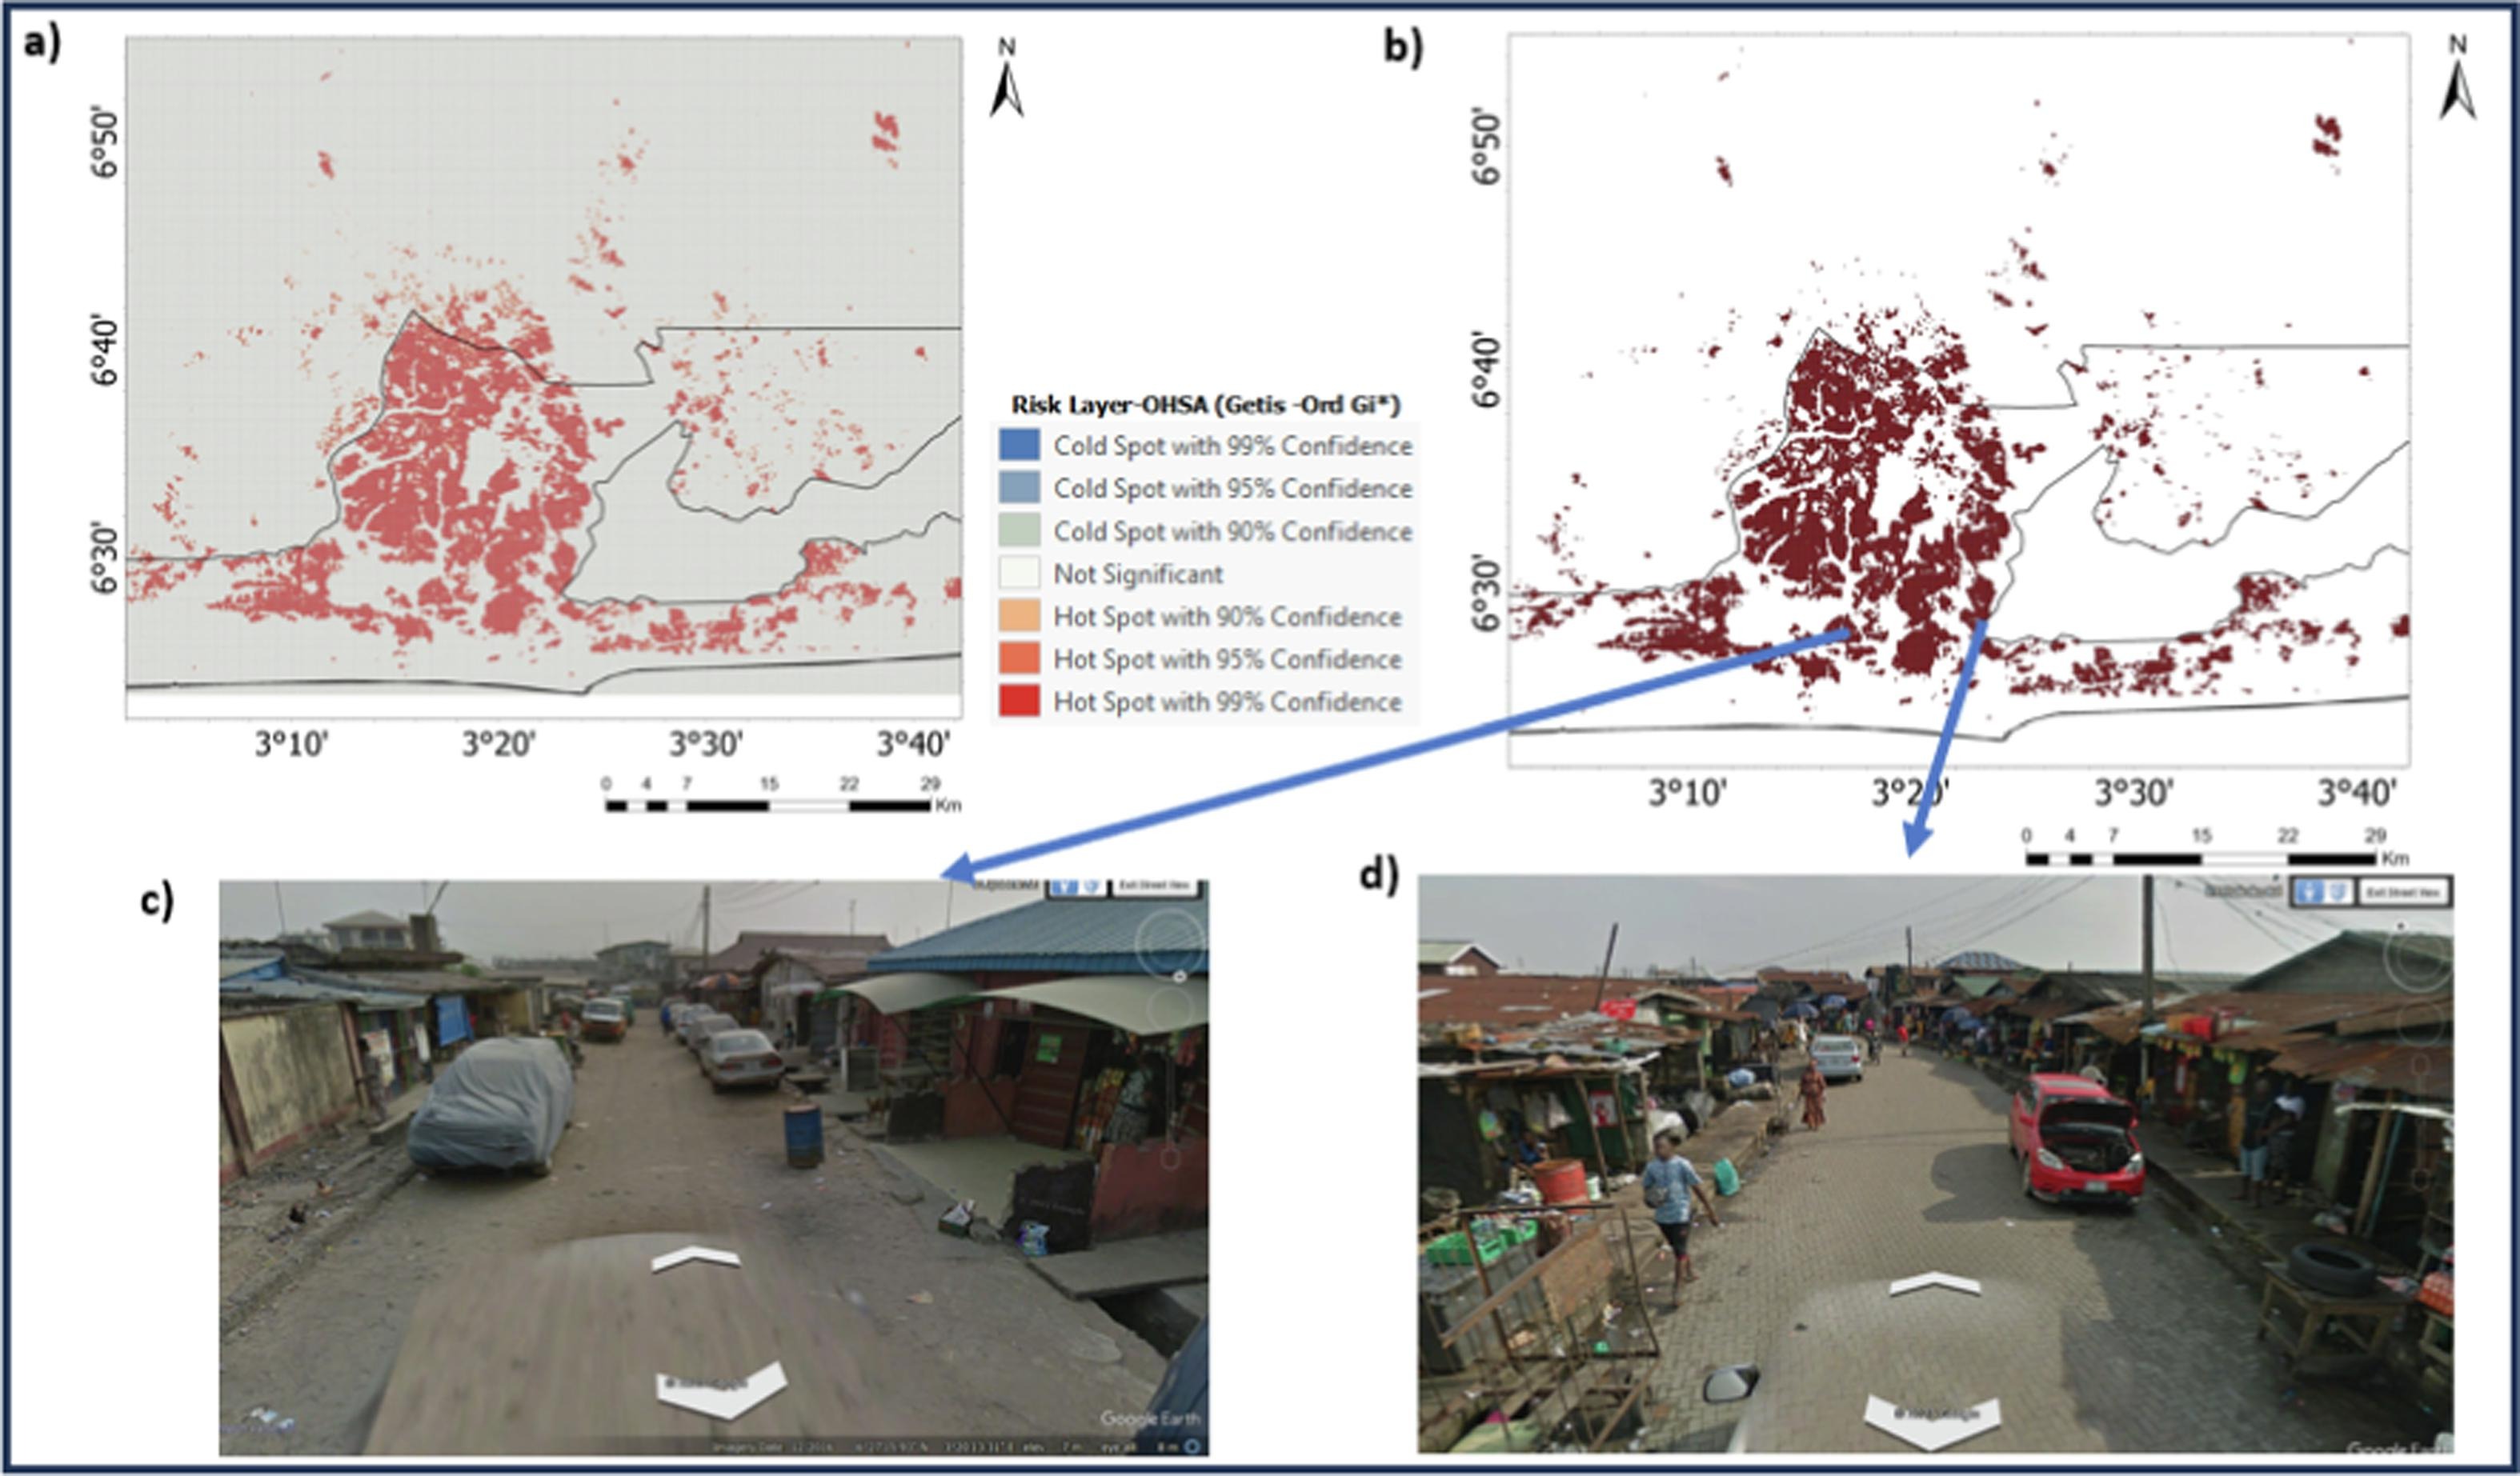 a)
N
6°50'
6°40'
6°30'
3°10'
3°20'
3°30'
3°40'
0 4 7 15 22 29
Km
Risk Layer-OHSA (Getis -Ord Gi*)
Cold Spot with 99% Confidence
Cold Spot with 95% Confidence
Cold Spot with 90% Confidence
Not Significant
Hot Spot with 90% Confidence
Hot Spot with 95% Confidence
Hot Spot with 99% Confidence
b)
N
6°50'
6°40'
6°30'
3°10'
3°20'
3°30'
3°40'
0 4 7 15 22 29
Km
c)
Exit Street View
Google Earth
d)
Exit Street View
Google Eart